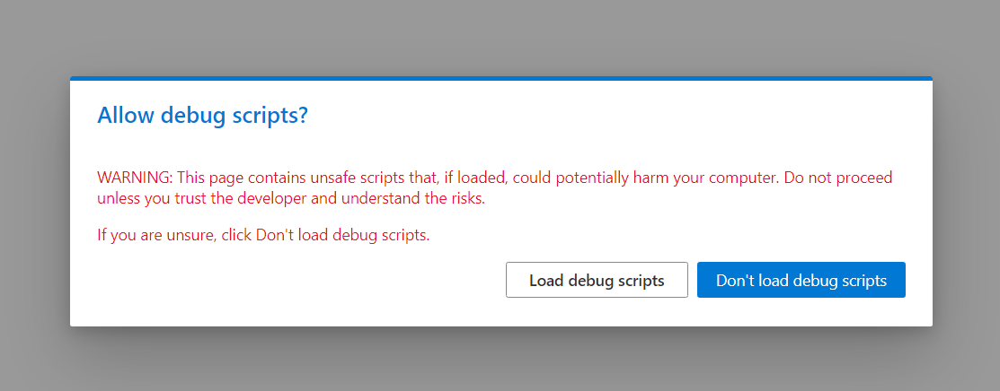 Allow debug scripts?
WARNING: This page contains unsafe scripts that, if loaded, could potentially harm your computer. Do not proceed
unless you trust the developer and understand the risks.
If you are unsure, click Don't load debug scripts.
Load debug scripts
Don't load debug scripts